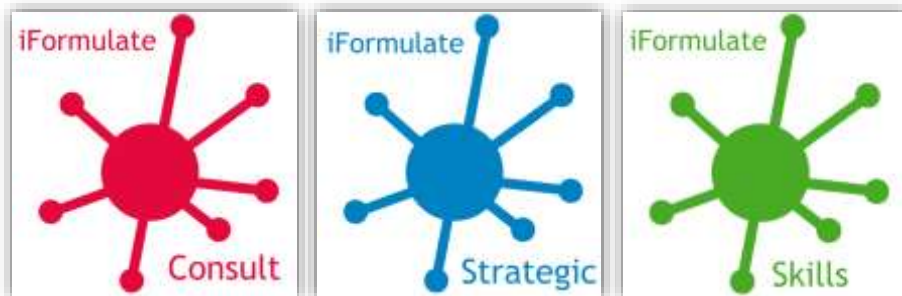 iFormulate
Consult
iFormulate
Strategic
iFormulate
Skills